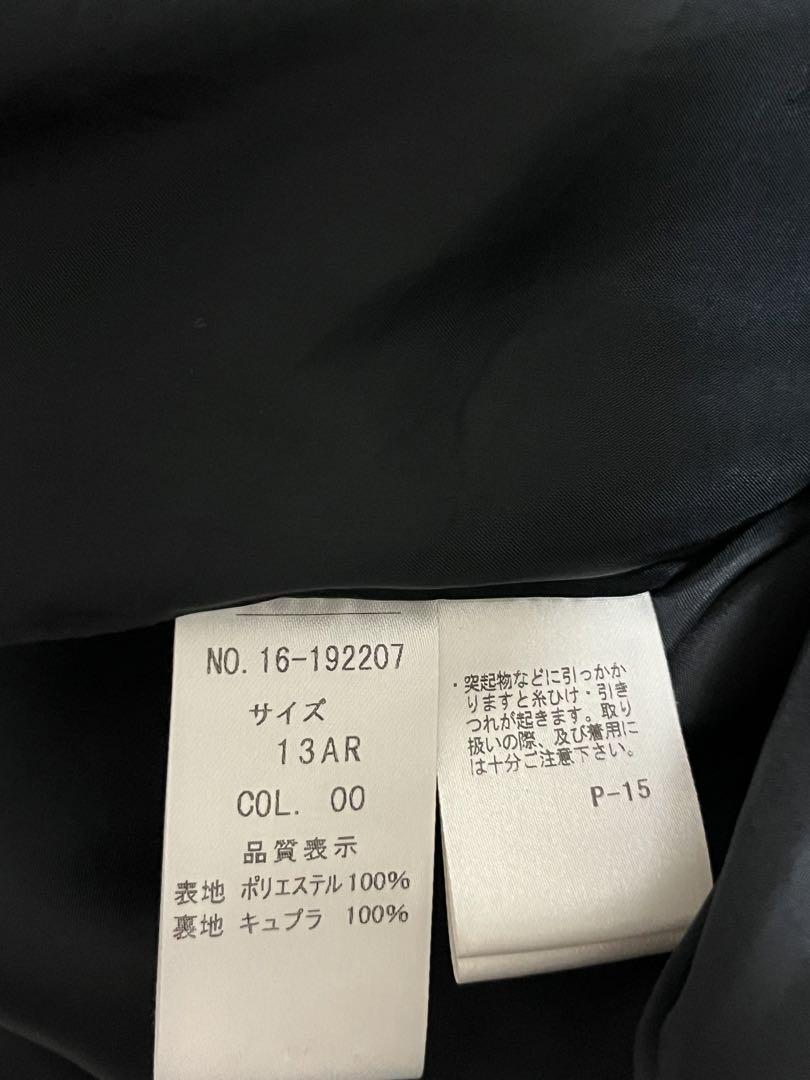 NO. 16-192207
サイズ
13AR
COL. 00
品質表示
表地 ポリエステル100%
裏地 キュプラ 100%
・突起物などに引っかか
りますと糸ひけ・引き
つれが起きます。取り
扱いの際、及び着用に
は十分ご注意下さい。
P-15